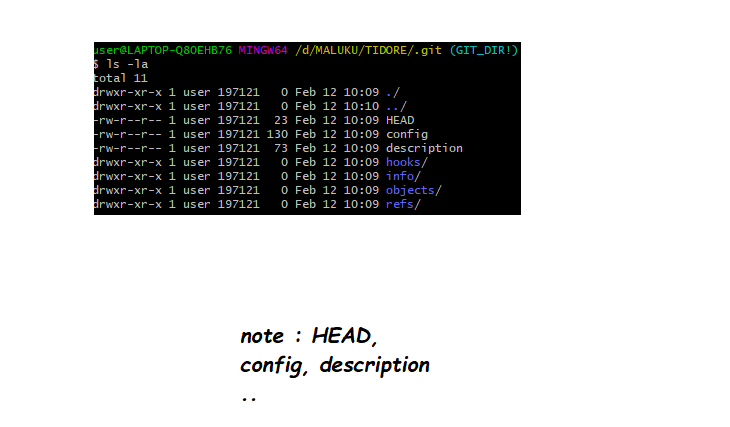 user@LAPTOP-Q8OEHB76 MINGW64 /d/MALUKU/TIDORE/.git (GIT_DIR!)
$ ls -la
total 11
drwxr-xr-x 1 user 197121   0 Feb 12 10:09 ./
drwxr-xr-x 1 user 197121   0 Feb 12 10:10 ../
-rw-r--r-- 1 user 197121  23 Feb 12 10:09 HEAD
-rw-r--r-- 1 user 197121 130 Feb 12 10:09 config
-rw-r--r-- 1 user 197121  73 Feb 12 10:09 description
drwxr-xr-x 1 user 197121   0 Feb 12 10:09 hooks/
drwxr-xr-x 1 user 197121   0 Feb 12 10:09 info/
drwxr-xr-x 1 user 197121   0 Feb 12 10:09 objects/
drwxr-xr-x 1 user 197121   0 Feb 12 10:09 refs/
note : HEAD,
config, description
..